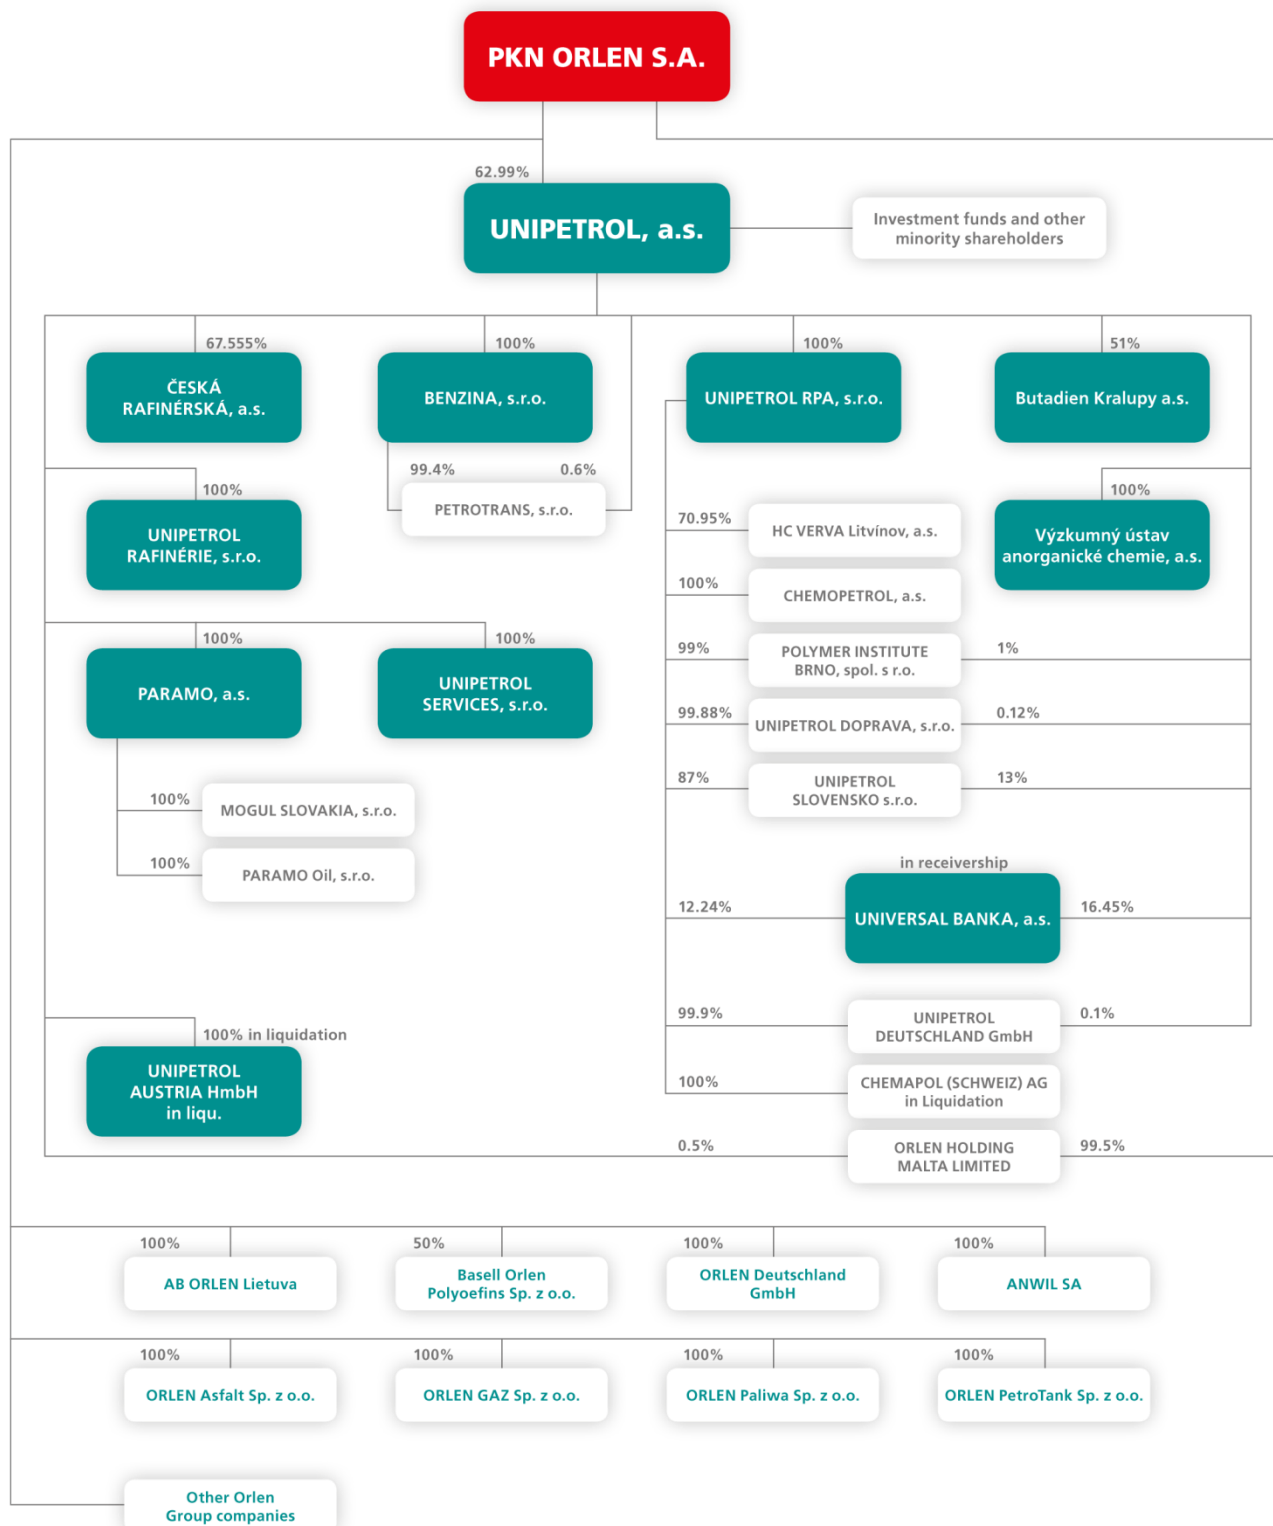 PKN ORLEN S.A.
62.99%
UNIPETROL, a.s.
Investment funds and other
minority shareholders
67.555%
100%
100%
51%
ČESKÁ
RAFINÉRSKÁ, a.s.
BENZINA, s.r.o.
UNIPETROL RPA, s.r.o.
Butadien Kralupy a.s.
99.4%
0.6%
PETROTRANS, s.r.o.
100%
UNIPETROL
RAFINÉRIE, s.r.o.
100%
Výzkumný ústav
anorganické chemie, a.s.
70.95%
HC VERVA Litvínov, a.s.
100%
CHEMOPETROL, a.s.
100%
100%
PARAMO, a.s.
UNIPETROL
SERVICES, s.r.o.
99%
POLYMER INSTITUTE
BRNO, spol. s r.o.
1%
99.88%
UNIPETROL DOPRAVA, s.r.o.
0.12%
87%
UNIPETROL
SLOVENSKO s.r.o.
13%
100%
MOGUL SLOVAKIA, s.r.o.
100%
PARAMO Oil, s.r.o.
in receivership
12.24%
UNIVERSAL BANKA, a.s.
16.45%
99.9%
UNIPETROL
DEUTSCHLAND GmbH
0.1%
100% in liquidation
UNIPETROL
AUSTRIA HmbH
in liqu.
100%
CHEMAPOL (SCHWEIZ) AG
in Liquidation
0.5%
ORLEN HOLDING
MALTA LIMITED
99.5%
100%
50%
100%
100%
AB ORLEN Lietuva
Basell Orlen
Polyoefins Sp. z o.o.
ORLEN Deutschland
GmbH
ANWIL SA
100%
100%
100%
100%
ORLEN Asfalt Sp. z o.o.
ORLEN GAZ Sp. z o.o.
ORLEN Paliwa Sp. z o.o.
ORLEN PetroTank Sp. z o.o.
Other Orlen
Group companies